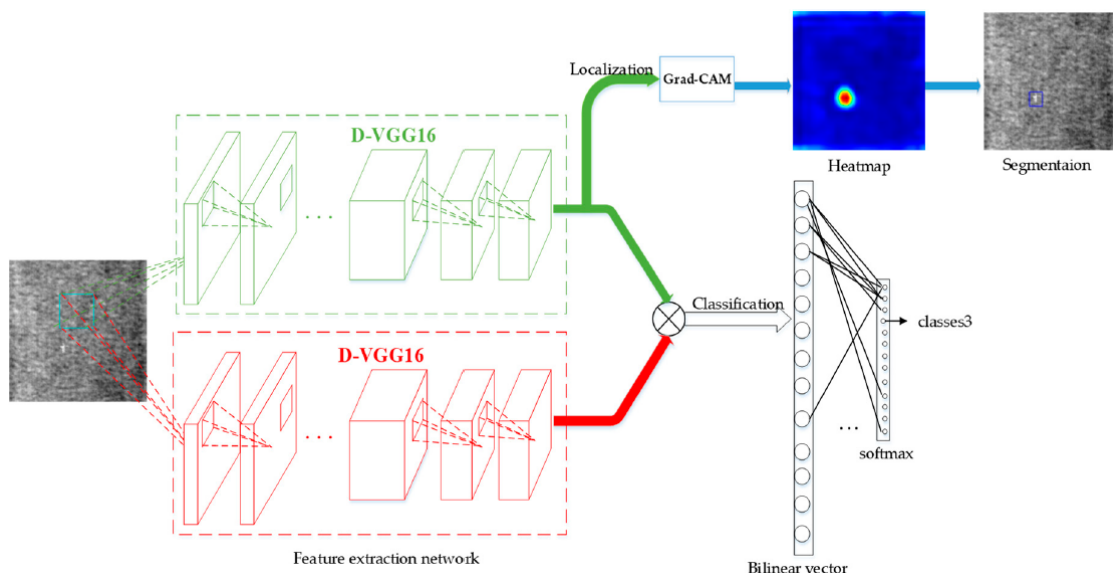 Localization
Grad-CAM
Heatmap
Segmentaion
D-VGG16
. . .
Classification
classes3
D-VGG16
. . .
. . .
softmax
Feature extraction network
Bilinear vector